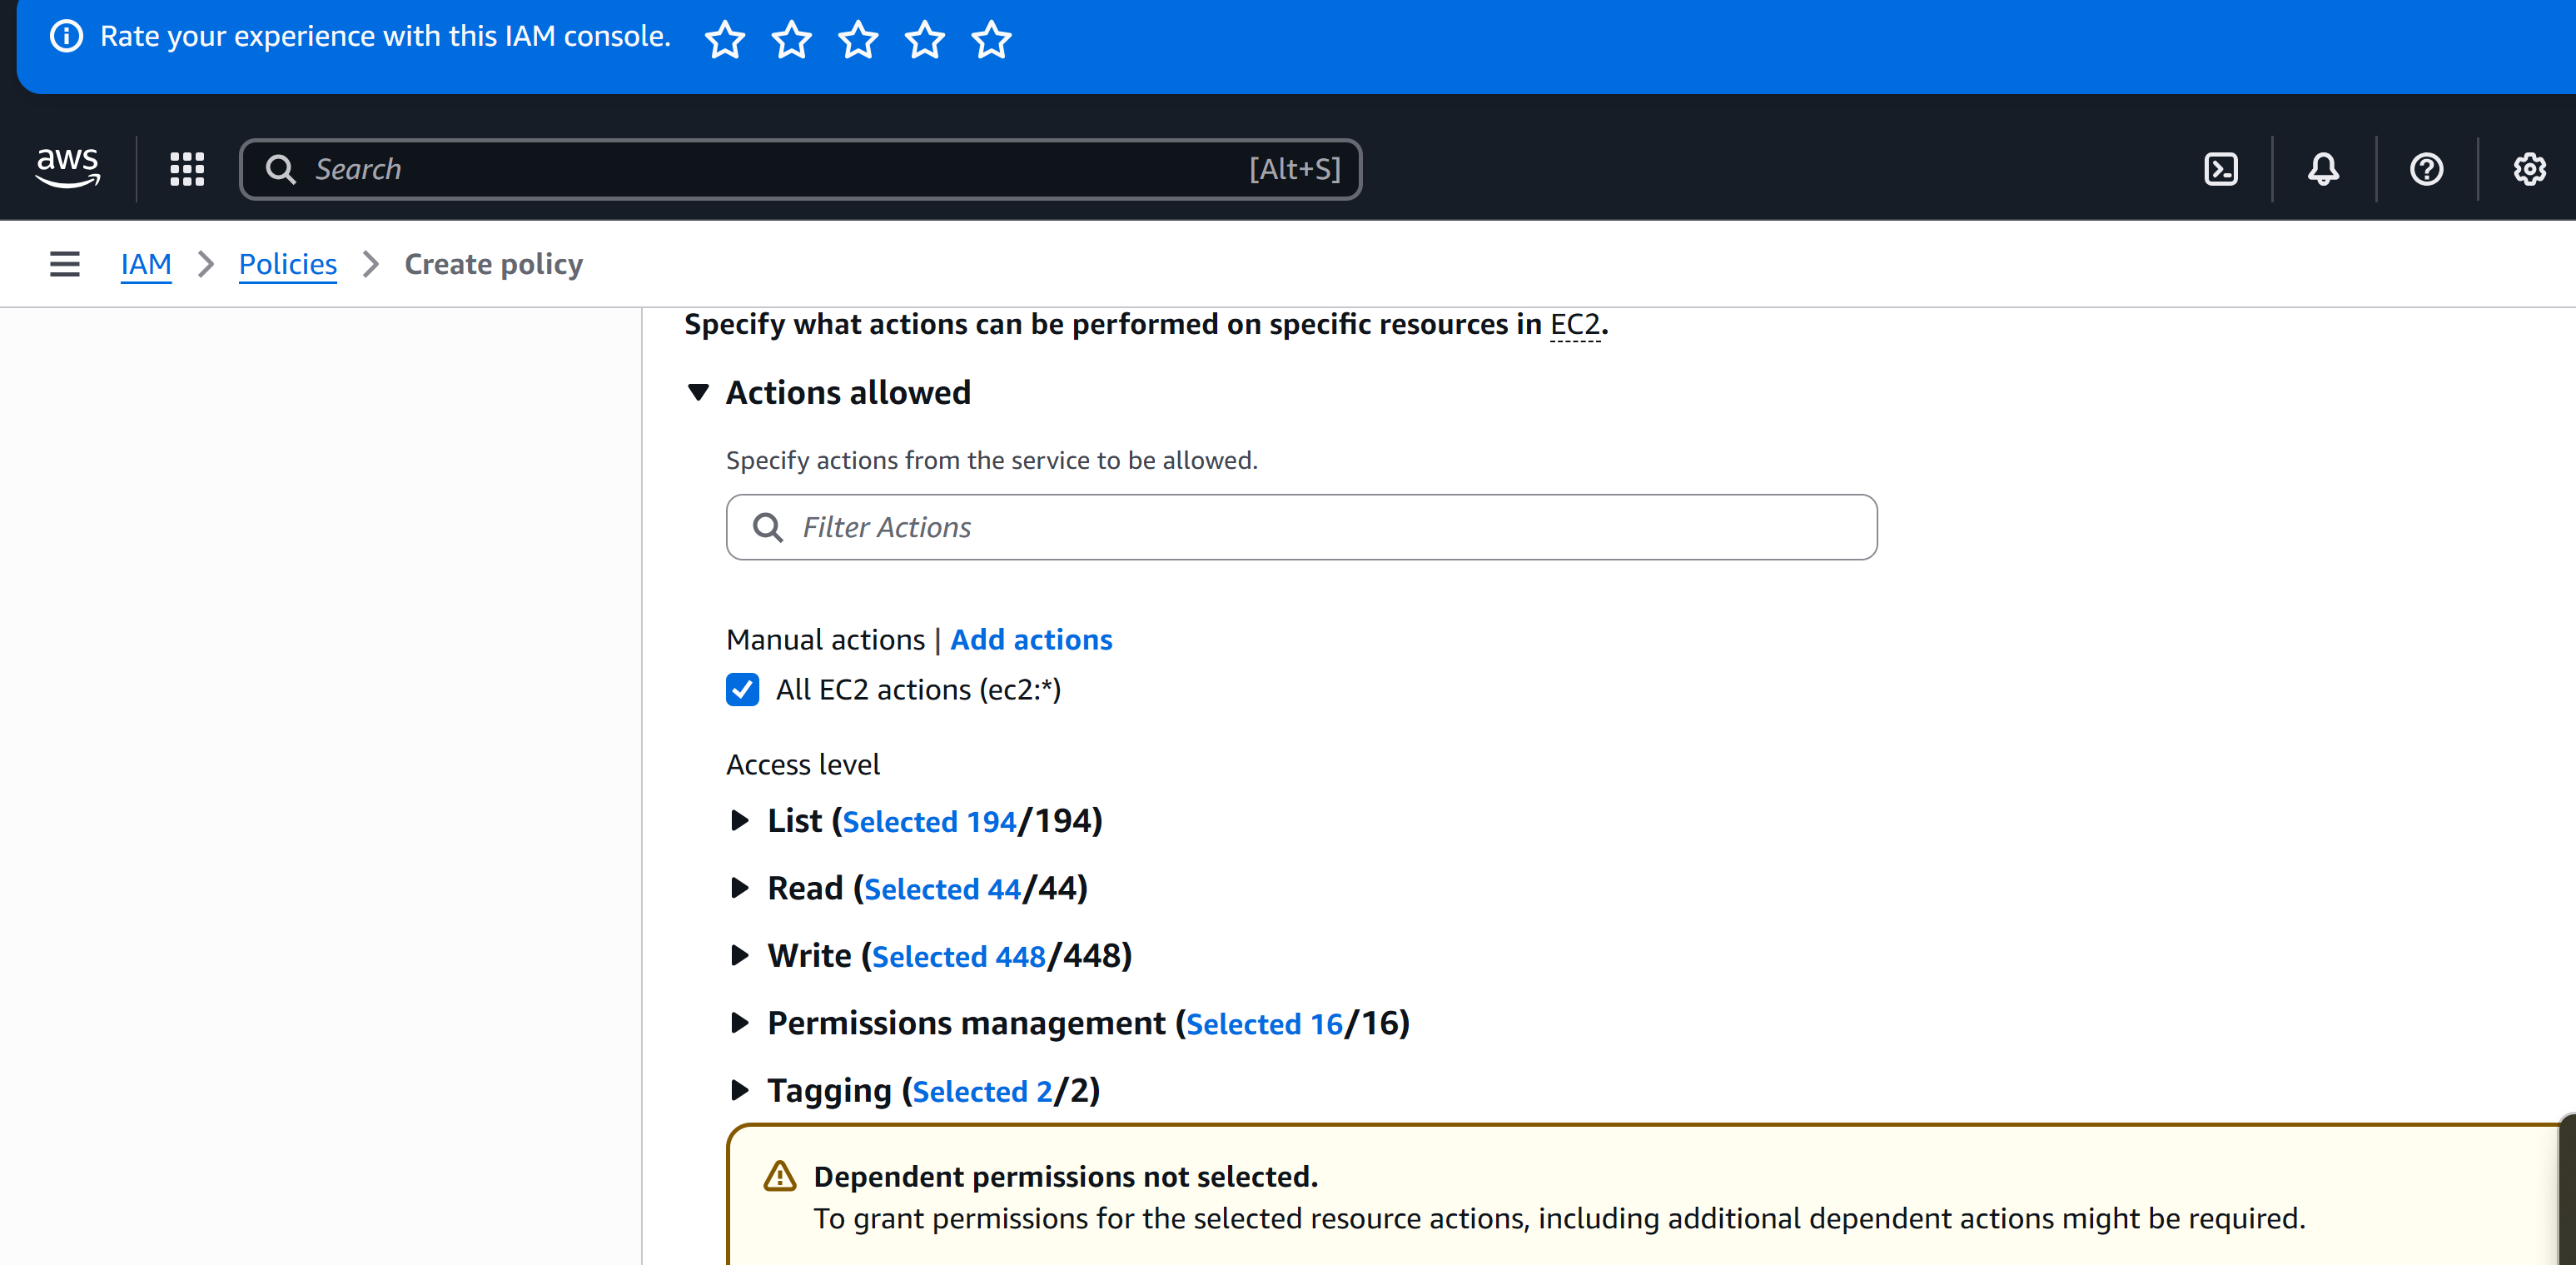 Rate your experience with this IAM console.
aws
Search [Alt+S]
IAM Policies Create policy
Specify what actions can be performed on specific resources in EC2.
Actions allowed
Specify actions from the service to be allowed.
Filter Actions
Manual actions | Add actions
All EC2 actions (ec2:*)
Access level
List (Selected 194/194)
Read (Selected 44/44)
Write (Selected 448/448)
Permissions management (Selected 16/16)
Tagging (Selected 2/2)
Dependent permissions not selected.
To grant permissions for the selected resource actions, including additional dependent actions might be required.